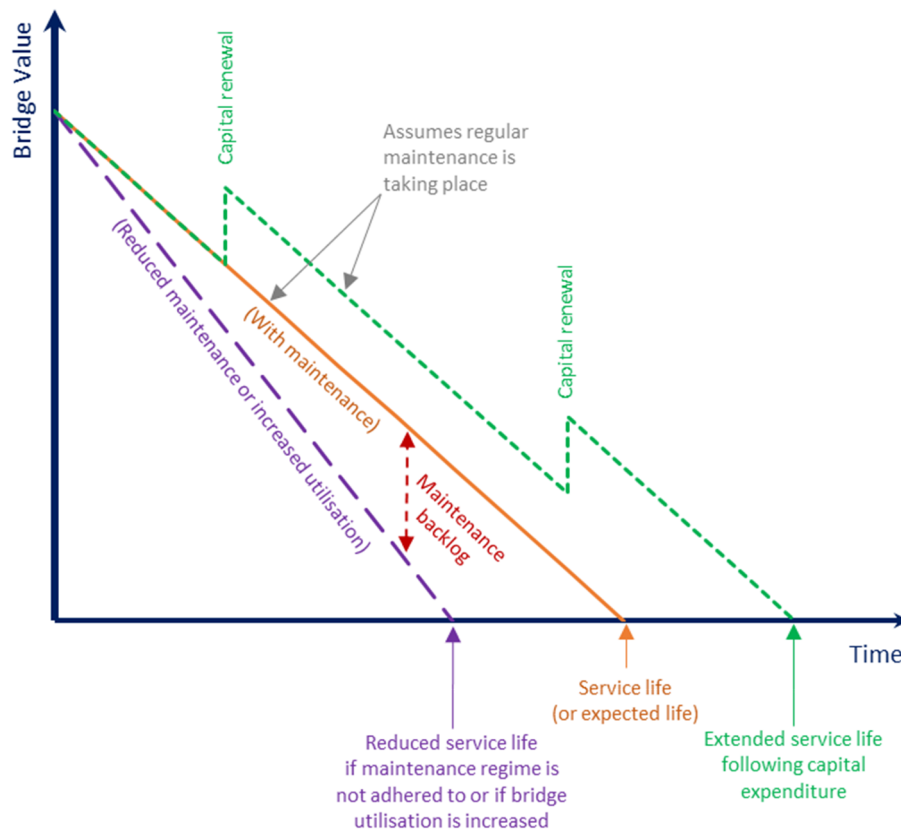 Bridge Value
Capital renewal
Assumes regular
maintenance is
taking place
Capital renewal
(Reduced maintenance or increased utilisation)
(With maintenance)
Maintenance
backlog
Time
Service life
(or expected life)
Reduced service life
if maintenance regime is
not adhered to or if bridge
utilisation is increased
Extended service life
following capital
expenditure